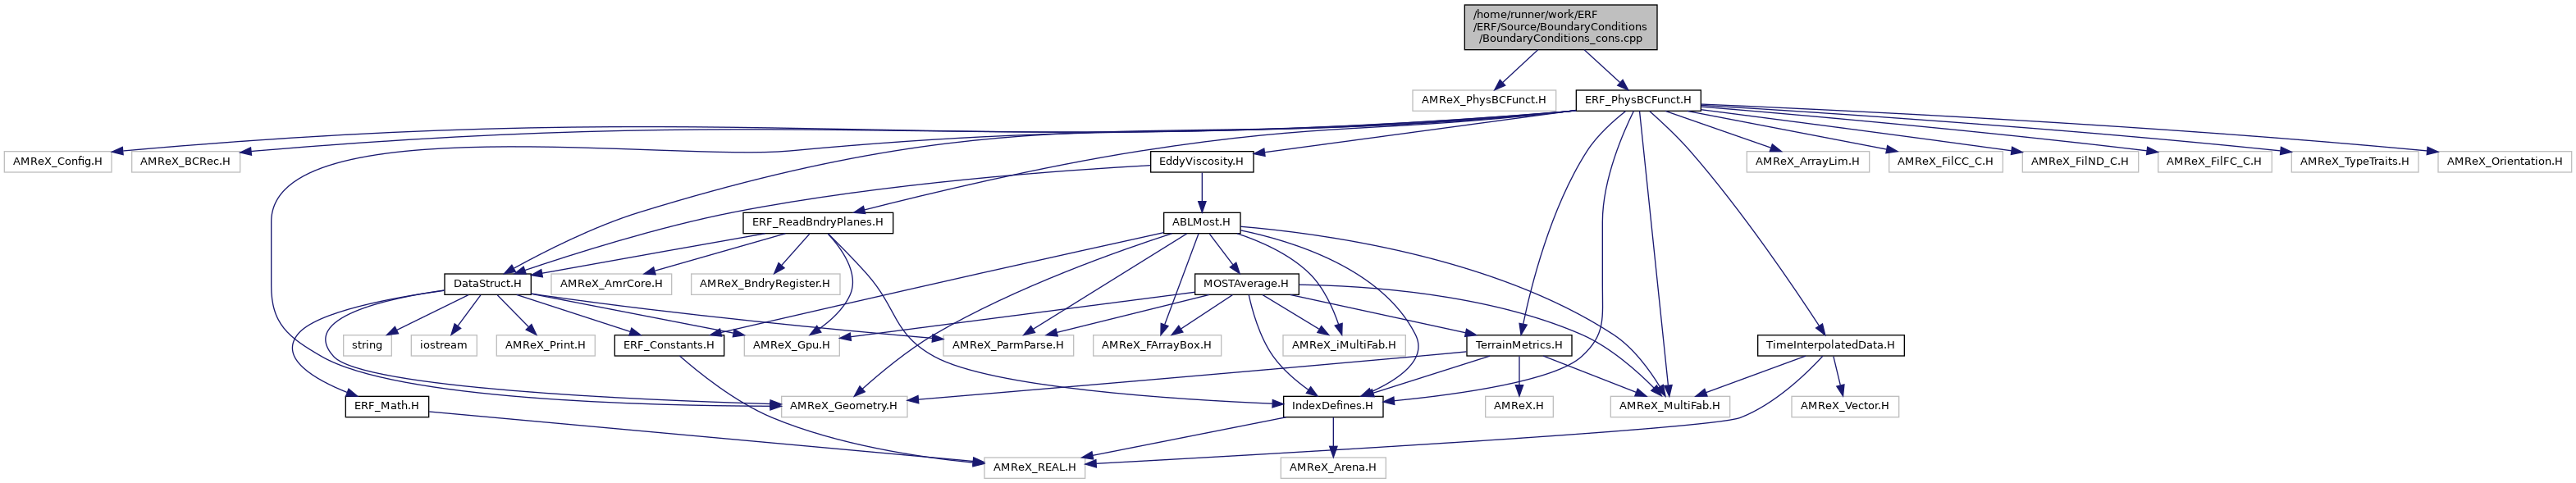 /home/runner/work/ERF
/ERF/Source/BoundaryConditions
/BoundaryConditions_cons.cpp
AMReX_PhysBCFunct.H
ERF_PhysBCFunct.H
AMReX_Config.H
AMReX_BCRec.H
EddyViscosity.H
AMReX_ArrayLim.H
AMReX_FilCC_C.H
AMReX_FilND_C.H
AMReX_FilFC_C.H
AMReX_TypeTraits.H
AMReX_Orientation.H
ERF_ReadBndryPlanes.H
ABLMost.H
DataStruct.H
AMReX_AmrCore.H
AMReX_BndryRegister.H
MOSTAverage.H
string
iostream
AMReX_Print.H
ERF_Constants.H
AMReX_Gpu.H
AMReX_ParmParse.H
AMReX_FArrayBox.H
AMReX_iMultiFab.H
TerrainMetrics.H
TimeInterpolatedData.H
ERF_Math.H
AMReX_Geometry.H
IndexDefines.H
AMReX.H
AMReX_MultiFab.H
AMReX_Vector.H
AMReX_REAL.H
AMReX_Arena.H